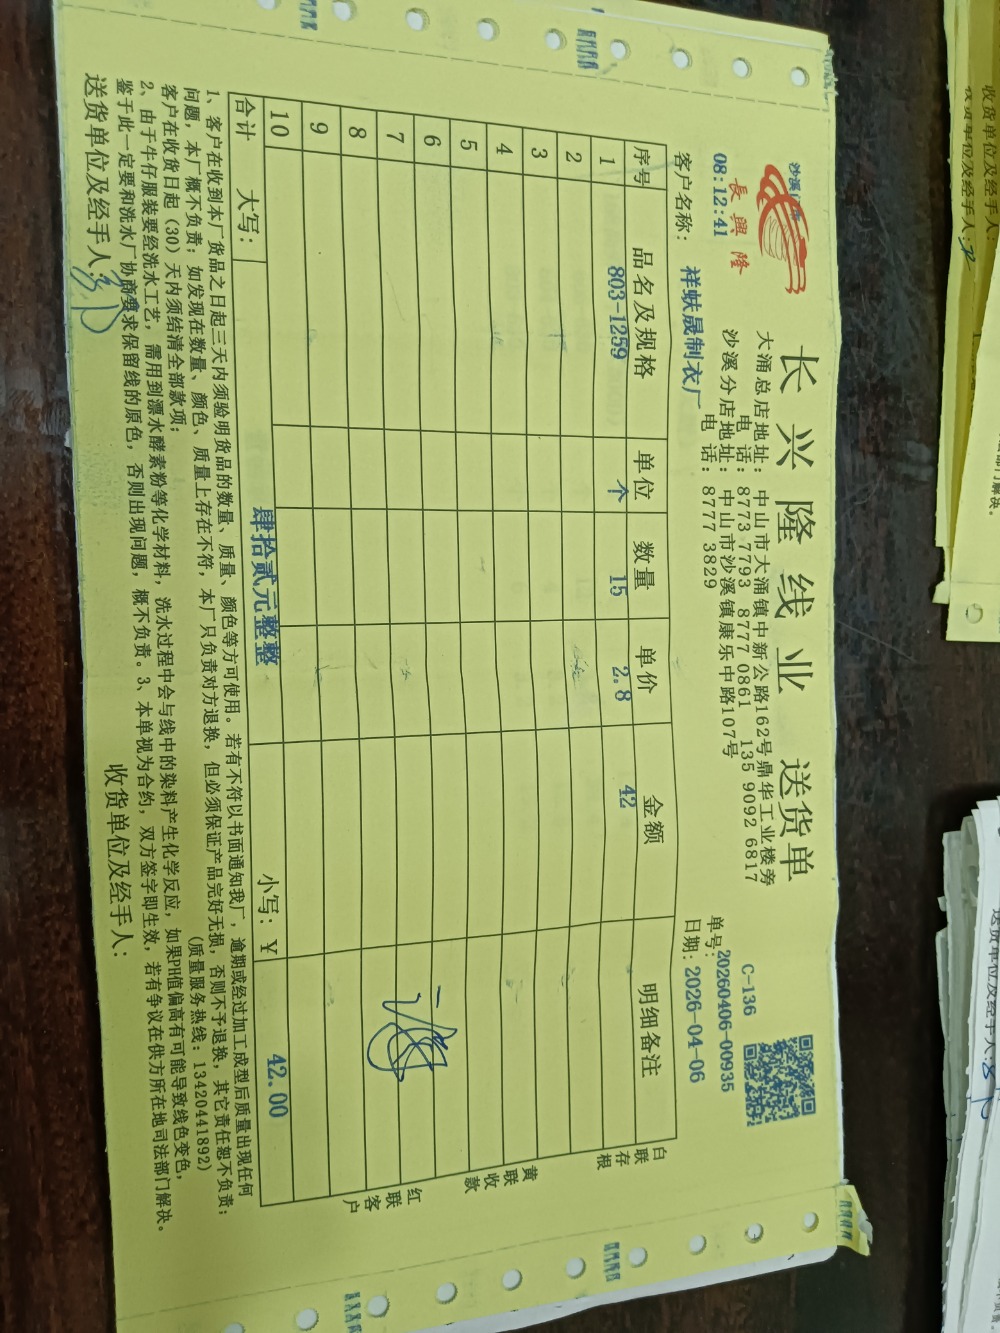 长兴隆线业 送货单
長興隆
08:12:41
大涌总店地址: 中山市大涌镇中新公路162号鼎华工业楼旁
电 话: 8773 7793 8777 0861 135 9092 6817
沙溪分店地址: 中山市沙溪镇康乐中路107号
电 话: 8777 3829
C-136
单号: 20260406-00935
客户名称: 祥蚨晟制衣厂
日期: 2026-04-06
序号 品名及规格 单位 数量 单价 金额 明细备注
1 803-1259 个 15 2.8 42
2
3
4
5
6
7
8
9
10
合计 大写: 肆拾贰元整整 小写: ¥ 42.00
白联存根
黄联收款
红联客户
1、客户在收到本厂货品之日起三天内须验明货品的数量、质量、颜色等方可使用。若有不符以书面通知我厂，逾期或经过加工成型后质量出现任何
问题，本厂概不负责；如发现在数量、颜色、质量上存在不符，本厂只负责对方退换，但必须保证产品完好无损，否则不予退换，其它责任恕不负责；
客户在收货日起（30）天内须结清全部款项； (质量服务热线: 13420441892)
2、由于牛仔服装要经洗水工艺，需用到漂水酵素粉等化学材料，洗水过程中会与线中的染料产生化学反应，如果PH值偏高有可能导致线色变色，
鉴于此一定要和洗水厂协商要求保留线的原色，否则出现问题，概不负责。3、本单视为合约，双方签字即生效，若有争议在供方所在地司法部门解决。
送货单位及经手人:
收货单位及经手人:
收货单位及经手人:
送货单位及经手人: